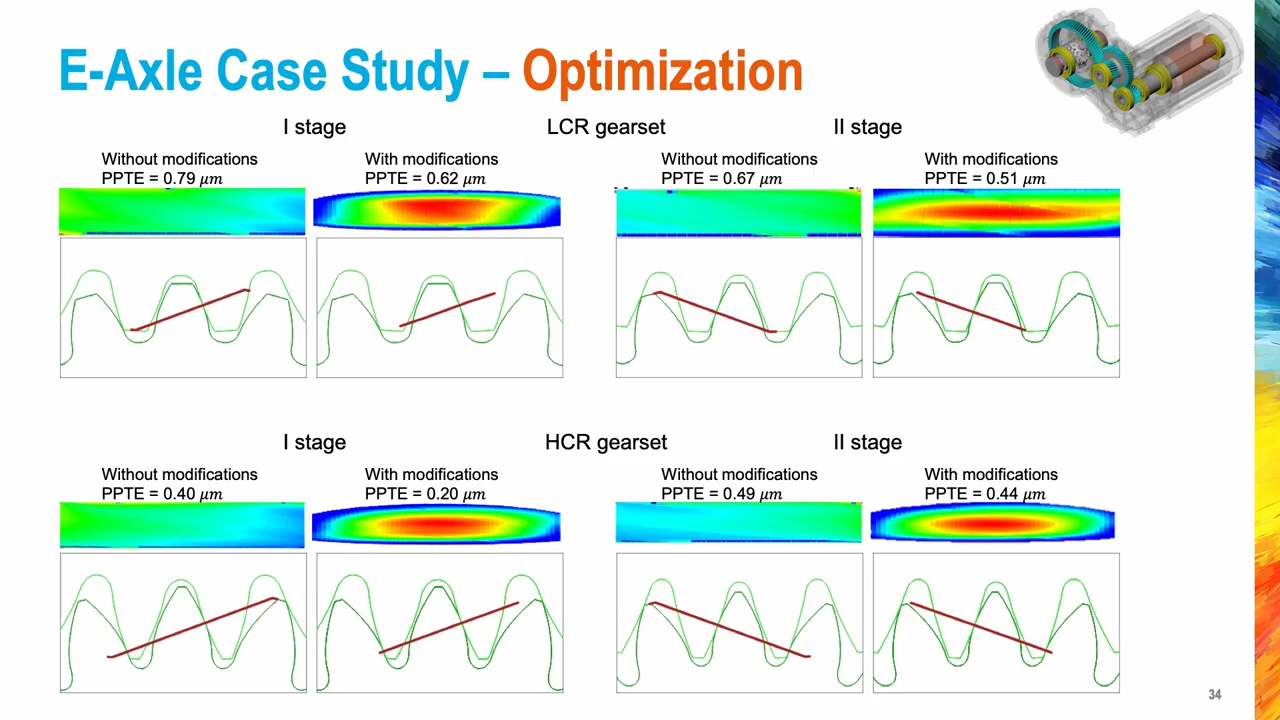 E-Axle Case Study – Optimization
I stage
LCR gearset
II stage
Without modifications
PPTE = 0.79 μm
With modifications
PPTE = 0.62 μm
Without modifications
PPTE = 0.67 μm
With modifications
PPTE = 0.51 μm
I stage
HCR gearset
II stage
Without modifications
PPTE = 0.40 μm
With modifications
PPTE = 0.20 μm
Without modifications
PPTE = 0.49 μm
With modifications
PPTE = 0.44 μm
34